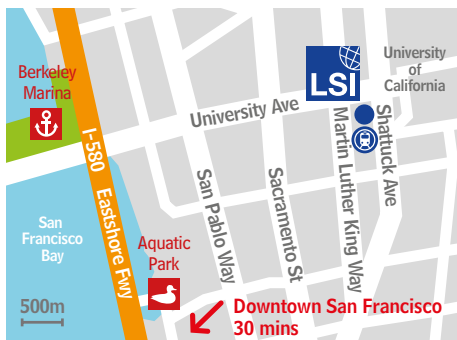 Berkeley
Marina
LSI
University
of
California
University Ave
I-580 Eastshore Fwy
San Pablo Way
Sacramento St
Martin Luther King Way
Shattuck Ave
San
Francisco
Bay
Aquatic
Park
500m
Downtown San Francisco
30 mins